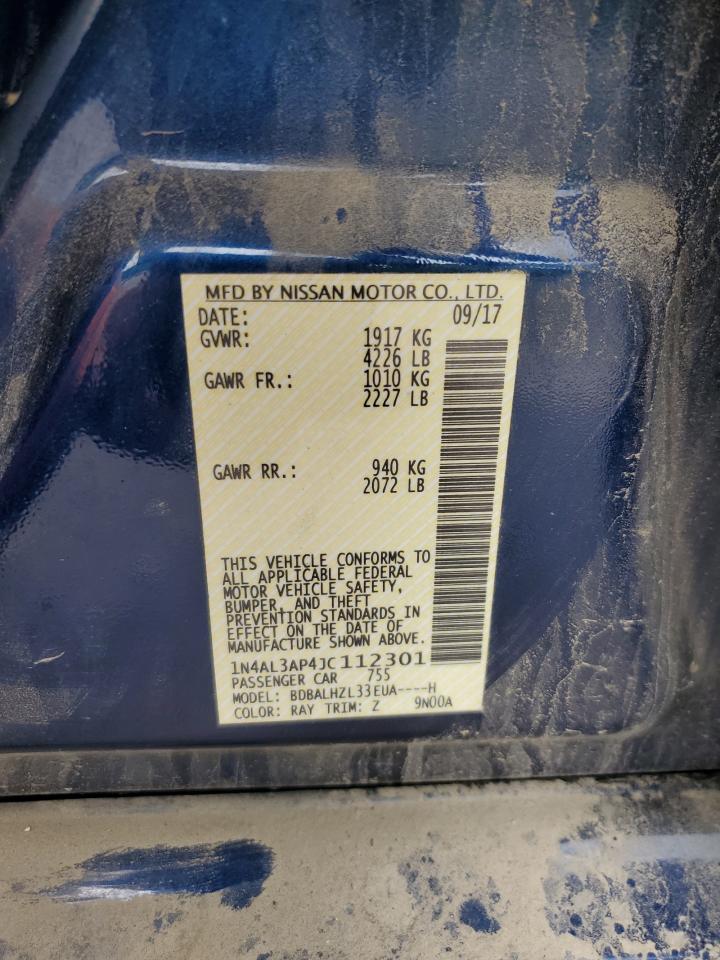 MFD BY NISSAN MOTOR CO., LTD.
DATE: 09/17
GVWR: 1917 KG
4226 LB
GAWR FR.: 1010 KG
2227 LB
GAWR RR.: 940 KG
2072 LB
THIS VEHICLE CONFORMS TO
ALL APPLICABLE FEDERAL
MOTOR VEHICLE SAFETY,
BUMPER, AND THEFT
PREVENTION STANDARDS IN
EFFECT ON THE DATE OF
MANUFACTURE SHOWN ABOVE.
1N4AL3AP4JC112301
PASSENGER CAR 755
MODEL: BDBALHZL33EUA----H
COLOR: RAY TRIM: Z 9N00A